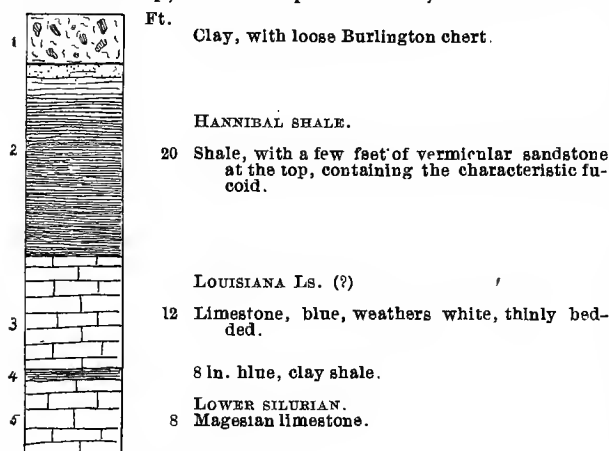 Ft.
1 Clay, with loose Burlington chert.
HANNIBAL SHALE.
2 20 Shale, with a few feet of vermicular sandstone
at the top, containing the characteristic fu-
coid.
LOUISIANA LS. (?)
3 12 Limestone, blue, weathers white, thinly bed-
ded.
4 8 in. blue, clay shale.
LOWER SILURIAN.
5 8 Magesian limestone.